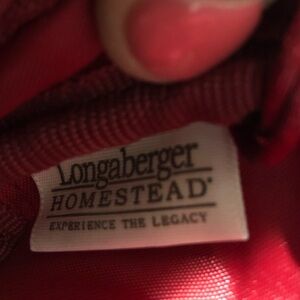 Longaberger
HOMESTEAD®
EXPERIENCE THE LEGACY